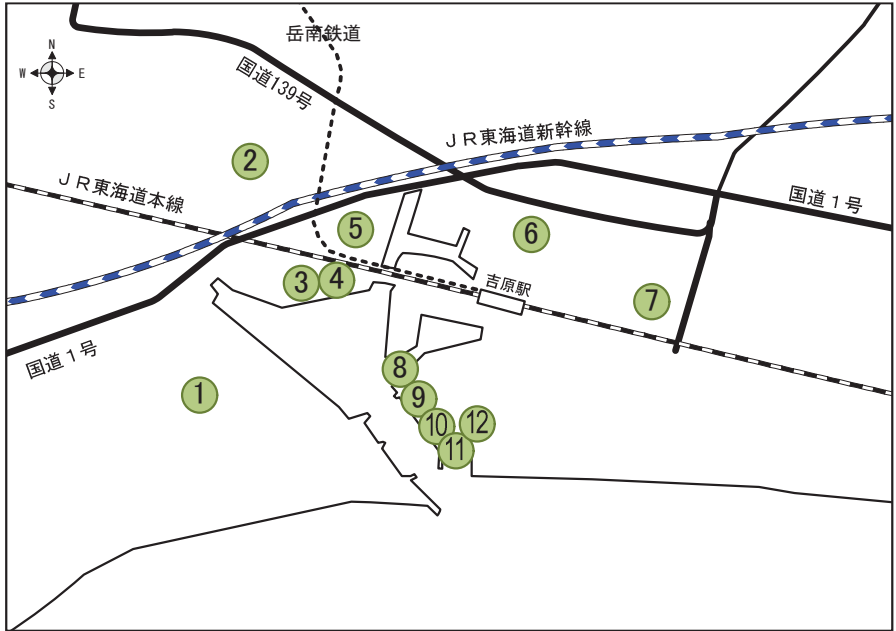 岳南鉄道
N
W E
S
国道139号
ＪＲ東海道新幹線
②
ＪＲ東海道本線
国道１号
⑤
⑥
③
④
吉原駅
⑦
国道１号
⑧
①
⑨
⑩
⑫
⑪